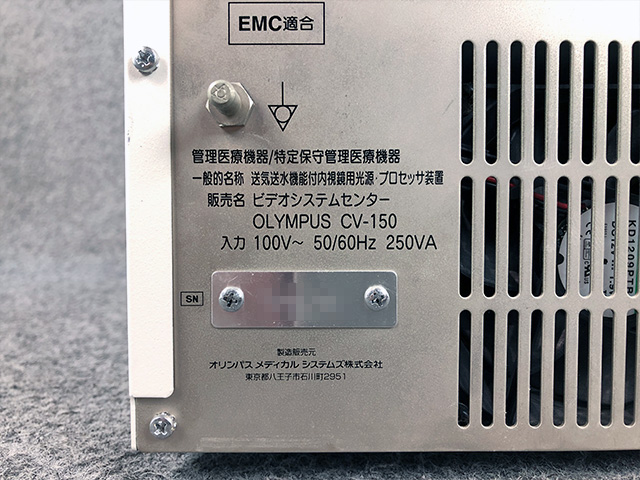 EMC適合
管理医療機器/特定保守管理医療機器
一般的名称 送気送水機能付内視鏡用光源・プロセッサ装置
販売名 ビデオシステムセンター
OLYMPUS CV-150
入力 100V〜 50/60Hz 250VA
SN
製造販売元
オリンパス メディカル システムズ株式会社
東京都八王子市石川町2951
KD1209PTB